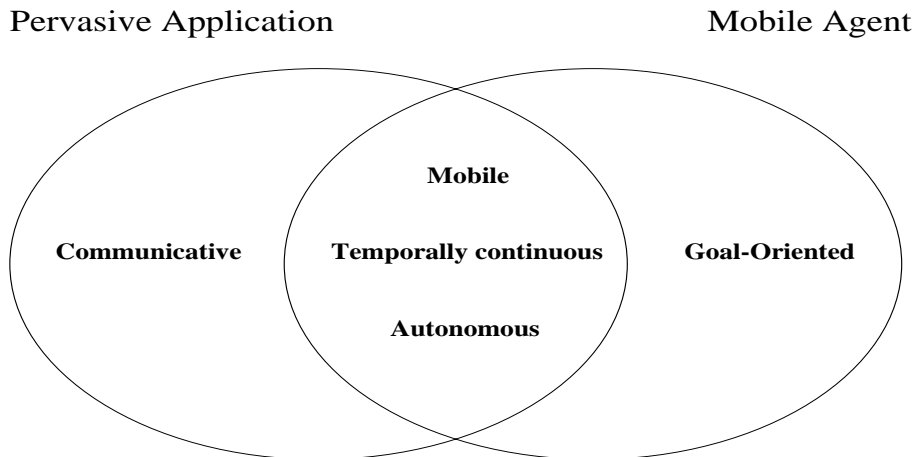 Pervasive Application
Mobile Agent
Mobile
Communicative
Temporally continuous
Goal-Oriented
Autonomous